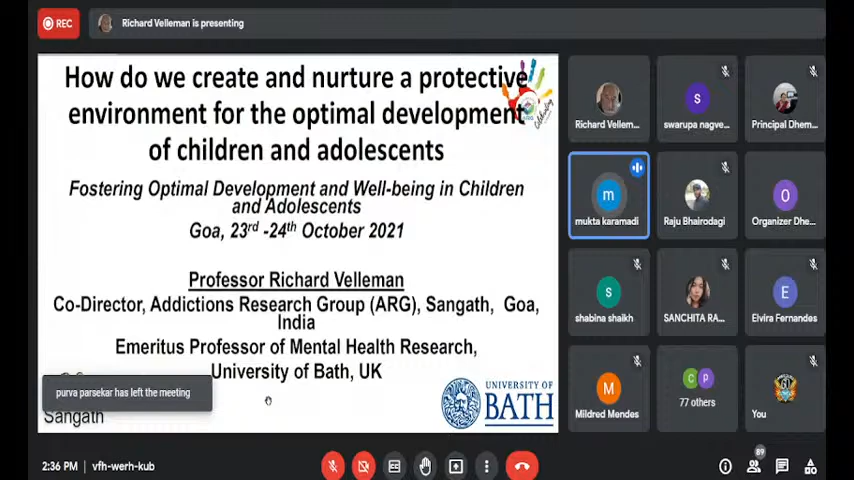 REC
Richard Velleman is presenting
How do we create and nurture a protective
environment for the optimal development
of children and adolescents
Fostering Optimal Development and Well-being in Children
and Adolescents
Goa, 23rd -24th October 2021
Professor Richard Velleman
Co-Director, Addictions Research Group (ARG), Sangath, Goa,
India
Emeritus Professor of Mental Health Research,
University of Bath, UK
purva parsekar has left the meeting
Sangath
UNIVERSITY OF
BATH
Richard Vellem...
s
swarupa nagve...
Principal Dhem...
m
mukta karamadi
Raju Bhairodagi
O
Organizer Dhe...
s
shabina shaikh
SANCHITA RA...
E
Elvira Fernandes
M
Mildred Mendes
C P
77 others
You
2:36 PM | vfh-werh-kub
89